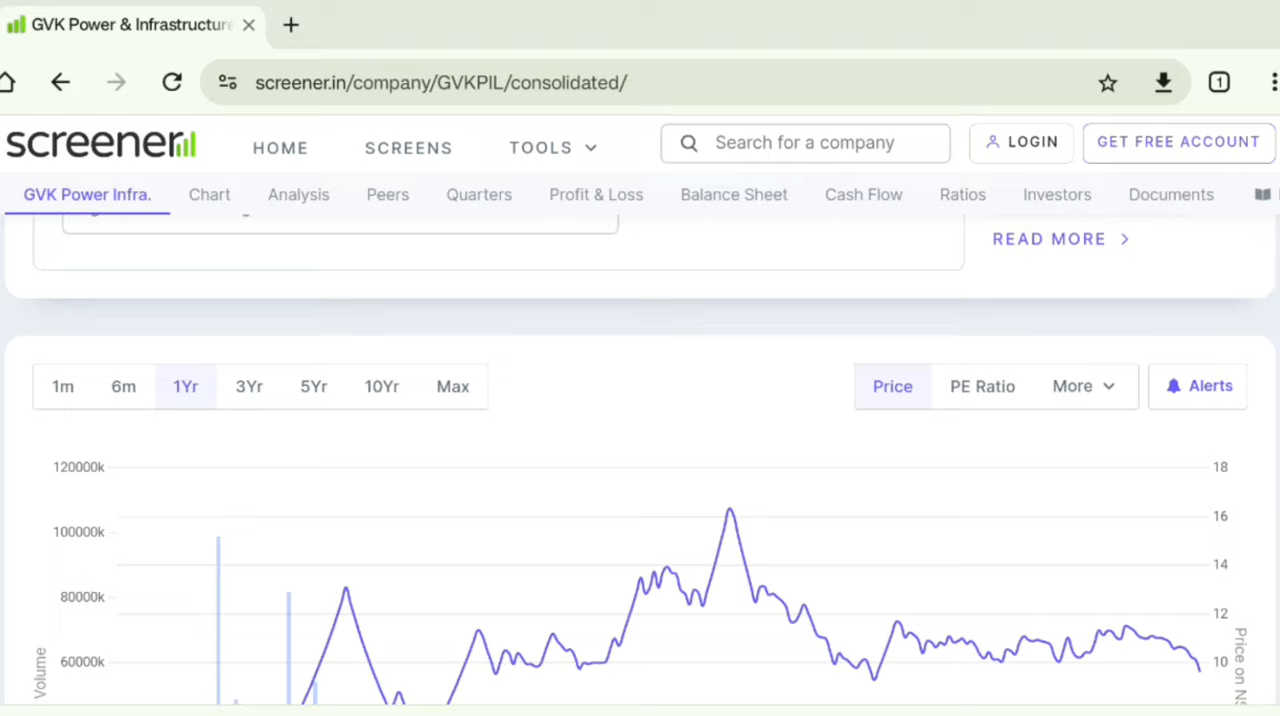 GVK Power & Infrastructure
screener.in/company/GVKPIL/consolidated/
1
screener
HOME
SCREENS
TOOLS
Search for a company
LOGIN
GET FREE ACCOUNT
GVK Power Infra.
Chart
Analysis
Peers
Quarters
Profit & Loss
Balance Sheet
Cash Flow
Ratios
Investors
Documents
READ MORE
1m
6m
1Yr
3Yr
5Yr
10Yr
Max
Price
PE Ratio
More
Alerts
120000k
100000k
80000k
60000k
Volume
18
16
14
12
10
Price on